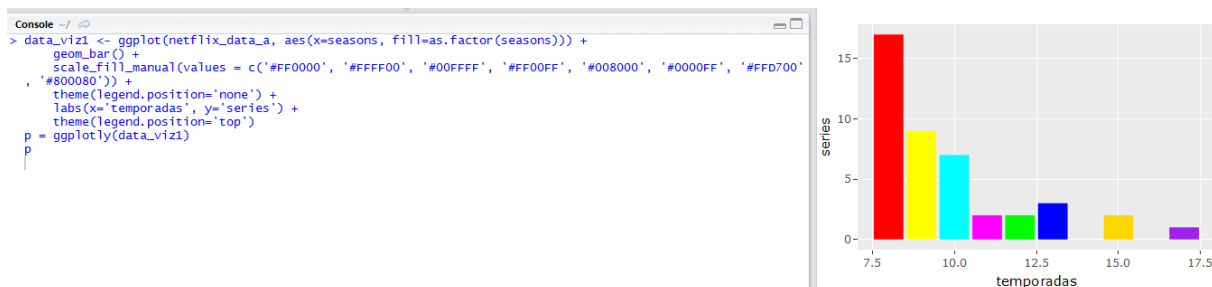 Console ~/
> data_viz1 <- ggplot(netflix_data_a, aes(x=seasons, fill=as.factor(seasons))) +
geom_bar() +
scale_fill_manual(values = c('#FF0000', '#FFFF00', '#00FFFF', '#FF00FF', '#008000', '#0000FF', '#FFD700'
, '#800080')) +
theme(legend.position='none') +
labs(x='temporadas', y='series') +
theme(legend.position='top')
p = ggplotly(data_viz1)
p
15
10
5
0
series
7.5 10.0 12.5 15.0 17.5
temporadas